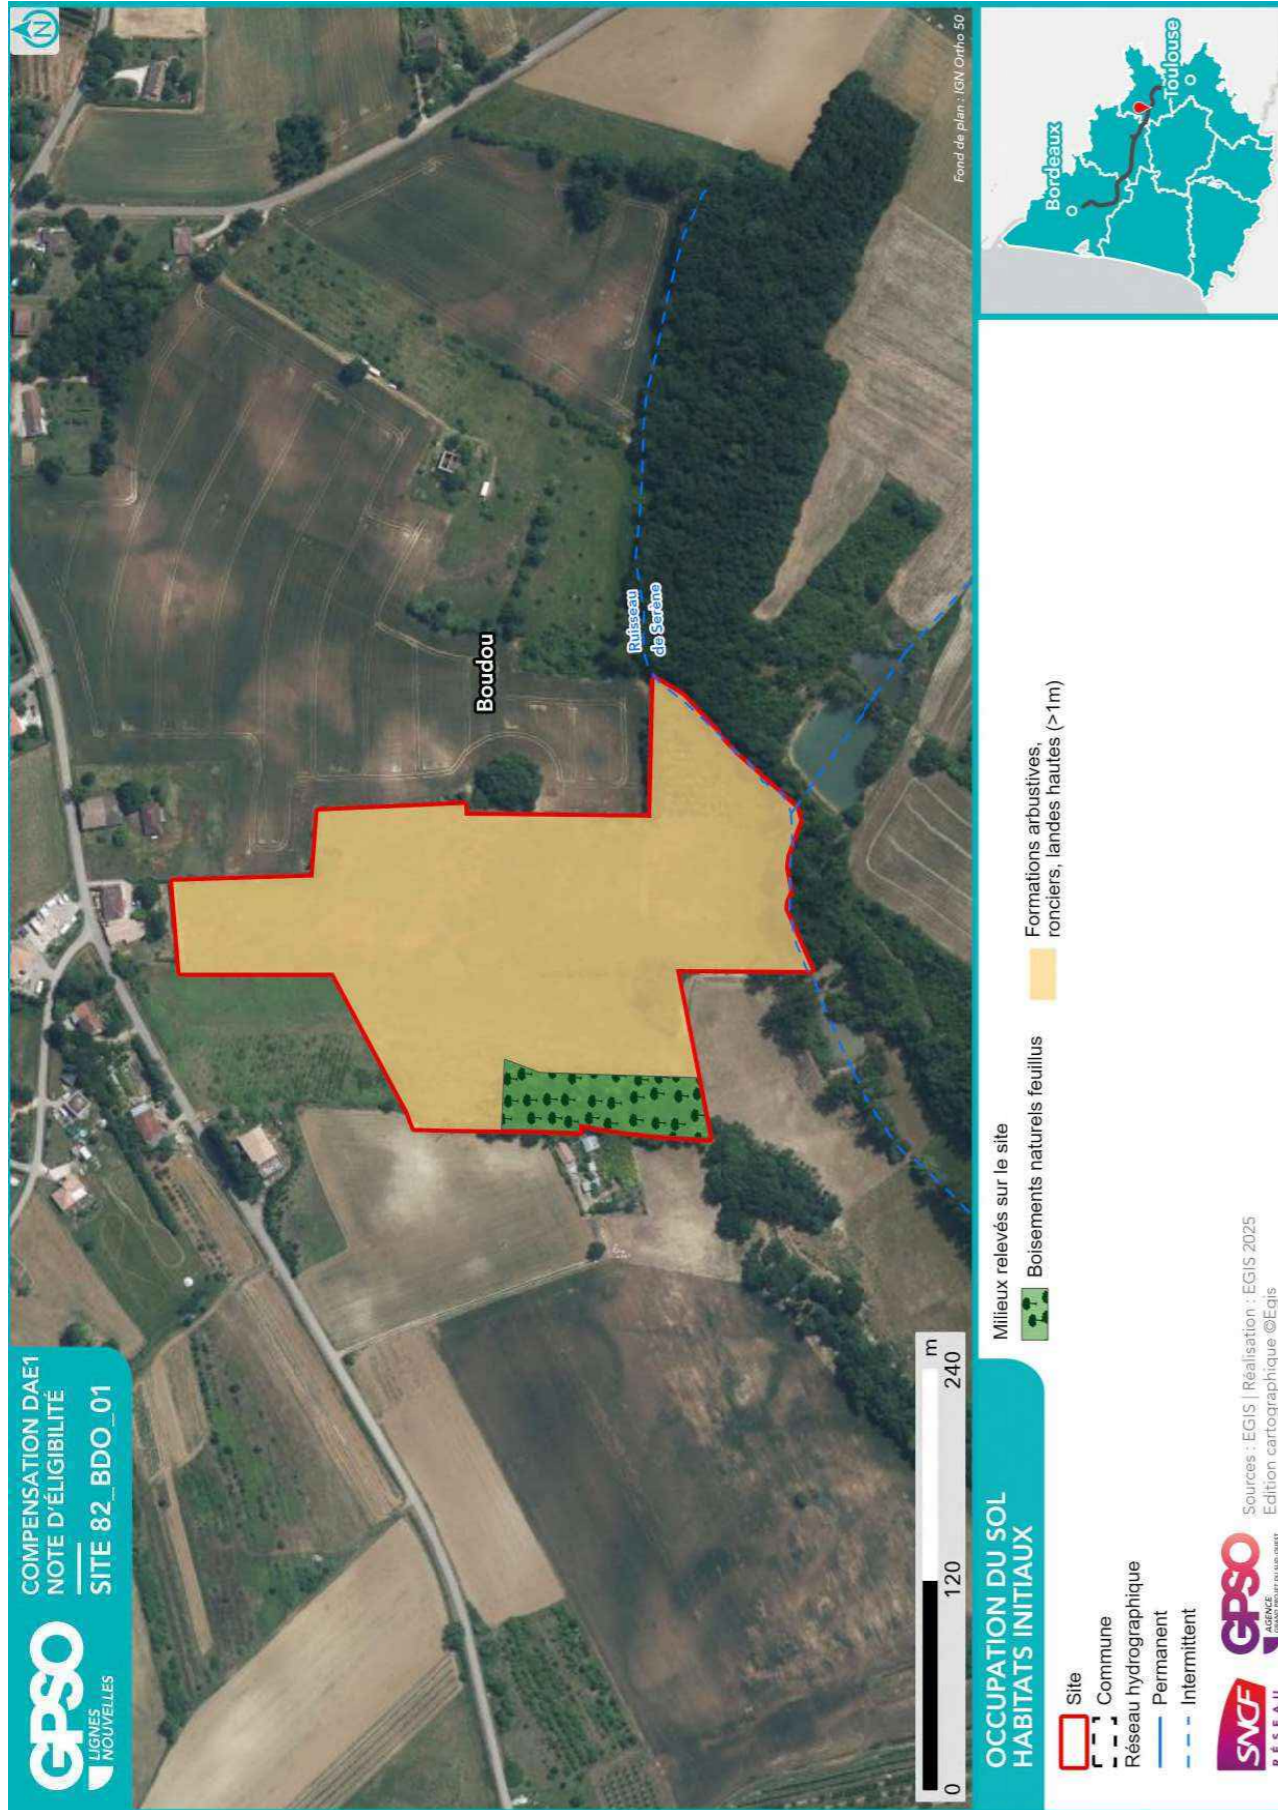 GPSO
LIGNES
NOUVELLES
COMPENSATION DAE1
NOTE D'ÉLIGIBILITÉ
SITE 82_BDO_01
N
Boudou
Ruisseau
de Serène
Fond de plan : IGN Ortho 50
0 120 240 m
OCCUPATION DU SOL
HABITATS INITIAUX
Site
Commune
Réseau hydrographique
Permanent
Intermittent
Milieux relevés sur le site
Boisements naturels feuillus
Formations arbustives,
ronciers, landes hautes (>1m)
SNCF
RÉSEAU
GPSO
AGENCE
Sources : EGIS | Réalisation : EGIS 2025
Edition cartographique ©Egis
Bordeaux
Toulouse